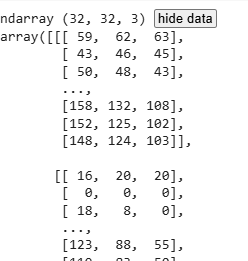 ndarray (32, 32, 3) hide data
array([[[ 59, 62, 63],
[ 43, 46, 45],
[ 50, 48, 43],
...,
[158, 132, 108],
[152, 125, 102],
[148, 124, 103]],
[[ 16, 20, 20],
[ 0, 0, 0],
[ 18, 8, 0],
...,
[123, 88, 55],